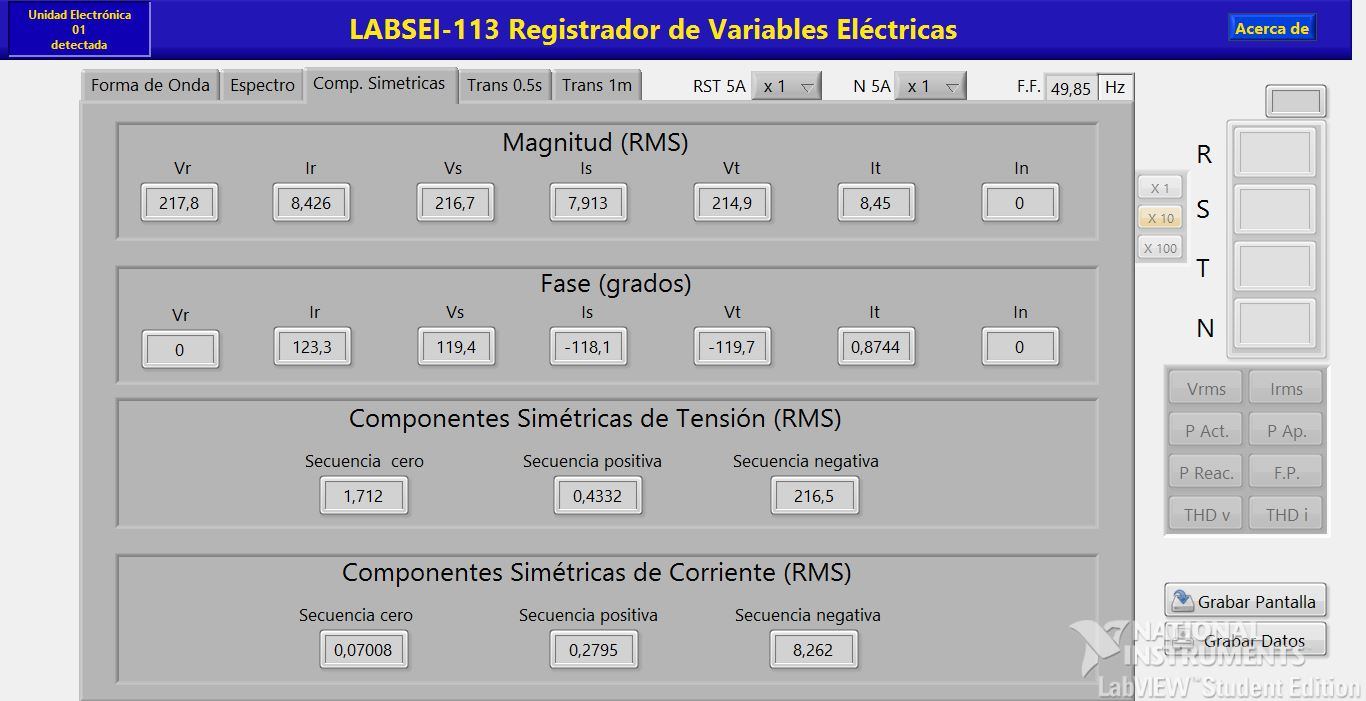 Unidad Electrónica
01
detectada
LABSEI-113 Registrador de Variables Eléctricas
Acerca de
Forma de Onda Espectro Comp. Simetricas Trans 0.5s Trans 1m RST 5A x 1 N 5A x 1 F.F. 49,85 Hz
Magnitud (RMS)
Vr Ir Vs Is Vt It In
217,8 8,426 216,7 7,913 214,9 8,45 0
Fase (grados)
Vr Ir Vs Is Vt It In
0 123,3 119,4 -118,1 -119,7 0,8744 0
Componentes Simétricas de Tensión (RMS)
Secuencia cero Secuencia positiva Secuencia negativa
1,712 0,4332 216,5
Componentes Simétricas de Corriente (RMS)
Secuencia cero Secuencia positiva Secuencia negativa
0,07008 0,2795 8,262
X 1
X 10
X 100
R
S
T
N
Vrms Irms
P Act. P Ap.
P Reac. F.P.
THD v THD i
Grabar Pantalla
Grabar Datos
NATIONAL
INSTRUMENTS
LabVIEW™ Student Edition